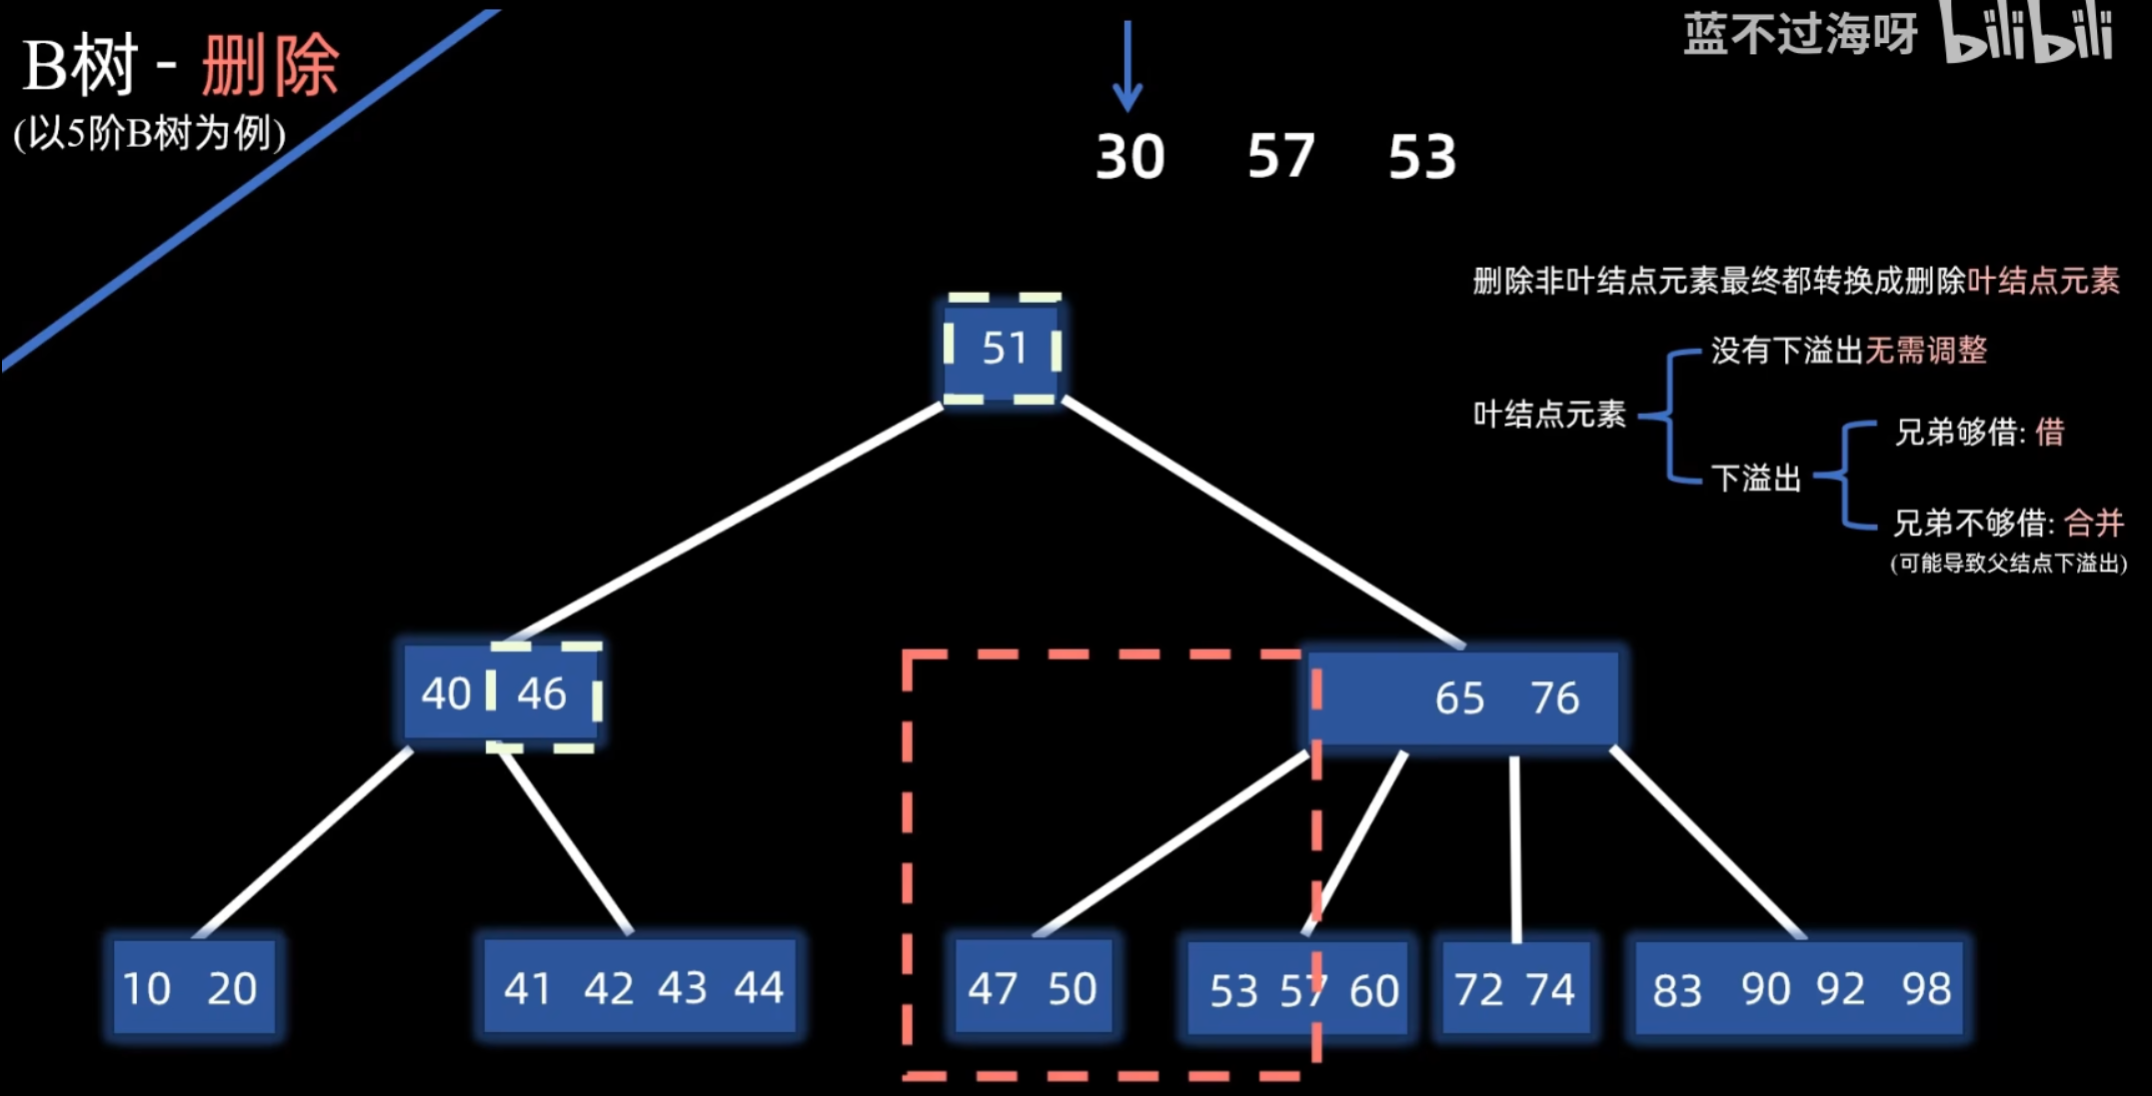 蓝不过海呀 bilibili
B树 - 删除
(以5阶B树为例)
30 57 53
删除非叶结点元素最终都转换成删除叶结点元素
51
没有下溢出无需调整
叶结点元素
兄弟够借: 借
下溢出
兄弟不够借: 合并
(可能导致父结点下溢出)
40 46
65 76
10 20
41 42 43 44
47 50
53 57 60
72 74
83 90 92 98